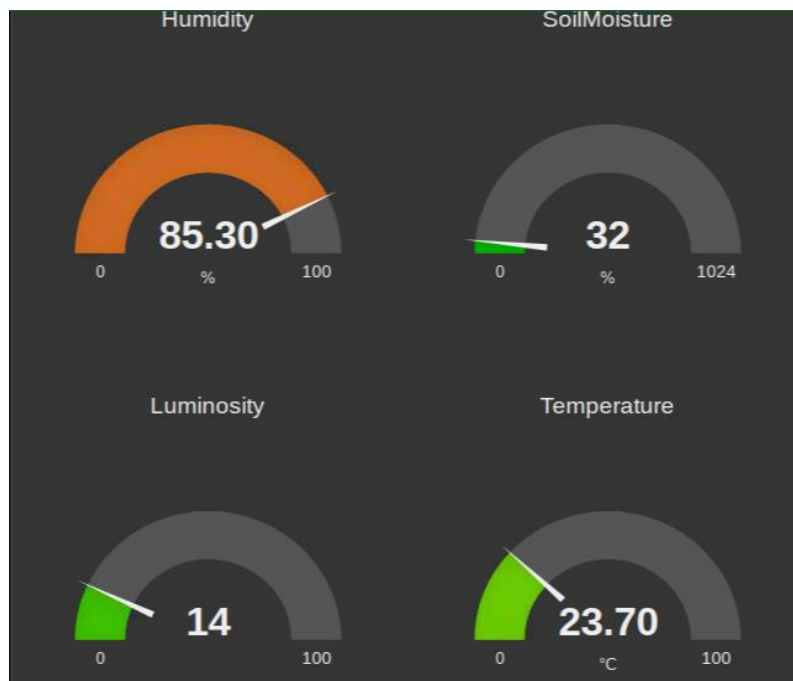 Humidity
85.30
0
100
%
SoilMoisture
32
0
1024
%
Luminosity
14
0
100
Temperature
23.70
0
100
°C